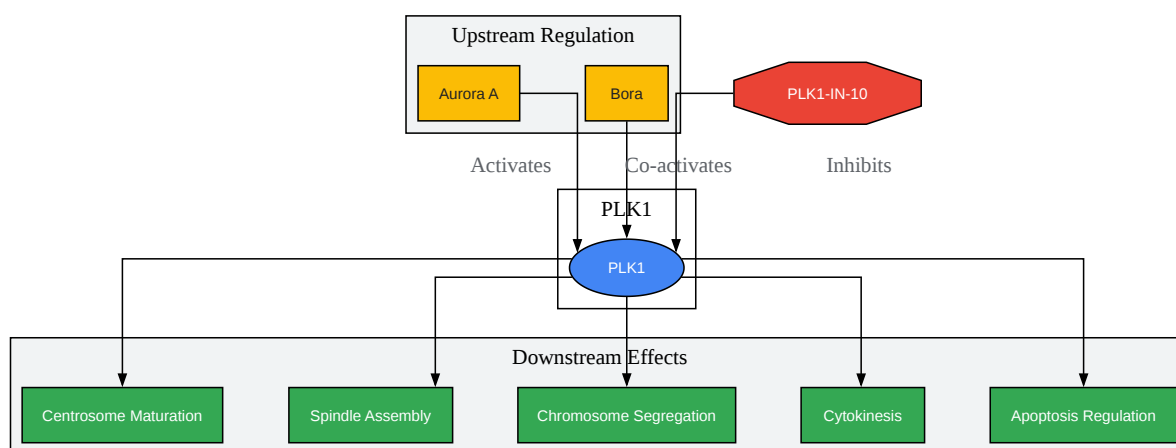 Upstream Regulation
Aurora A
Bora
PLK1-IN-10
Activates
Co-activates
Inhibits
PLK1
PLK1
Downstream Effects
Centrosome Maturation
Spindle Assembly
Chromosome Segregation
Cytokinesis
Apoptosis Regulation